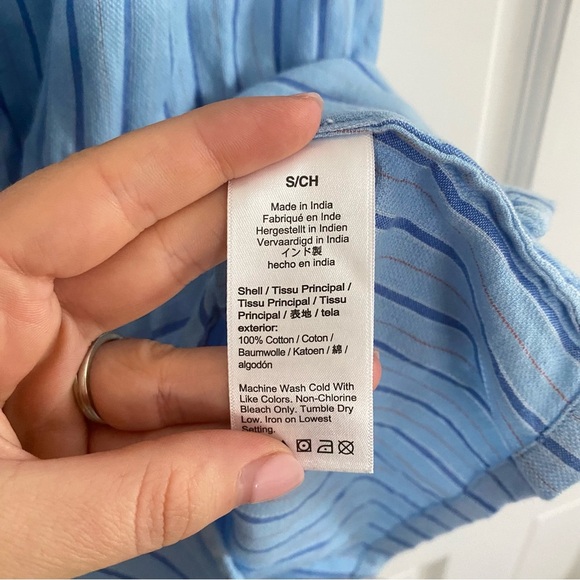 S/CH
Made in India
Fabriqué en Inde
Hergestellt in Indien
Vervaardigd in India
インド製
hecho en india
Shell / Tissu Principal /
Tissu Principal / Tissu
Principal / 表地 / tela
exterior:
100% Cotton / Coton /
Baumwolle / Katoen / 綿 /
algodón
Machine Wash Cold With
Like Colors. Non-Chlorine
Bleach Only. Tumble Dry
Low. Iron on Lowest
Setting.